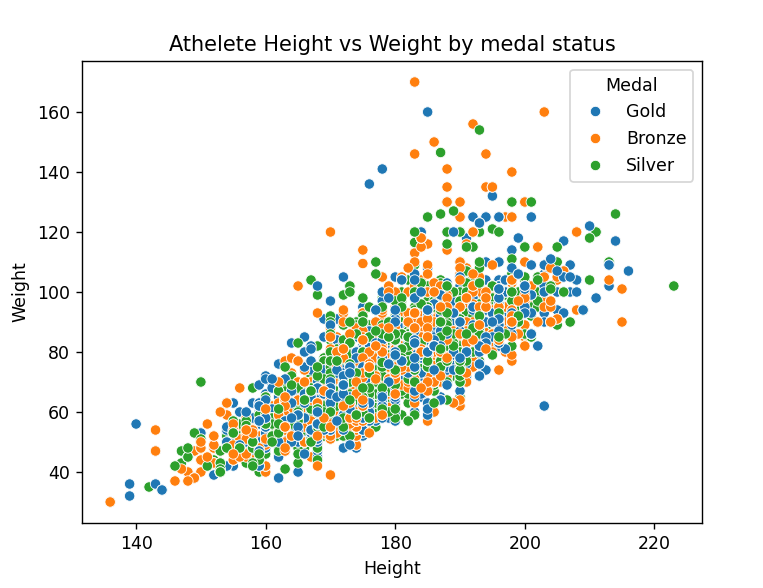 Athelete Height vs Weight by medal status
Medal
Gold
Bronze
Silver
160
140
120
100
80
60
40
Weight
140
160
180
200
220
Height